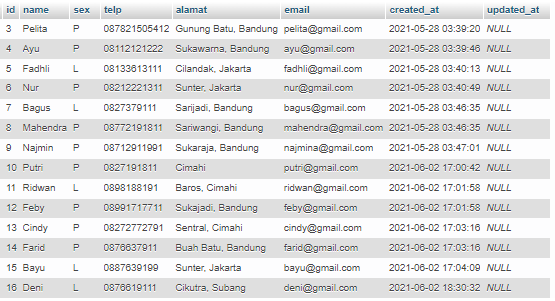 id name sex telp alamat email created_at updated_at
3 Pelita P 087821505412 Gunung Batu, Bandung pelita@gmail.com 2021-05-28 03:39:20 NULL
4 Ayu P 08112121222 Sukawarna, Bandung ayu@gmail.com 2021-05-28 03:39:46 NULL
5 Fadhli L 08133613111 Cilandak, Jakarta fadhli@gmail.com 2021-05-28 03:40:13 NULL
6 Nur P 08212221311 Sunter, Jakarta nur@gmail.com 2021-05-28 03:40:49 NULL
7 Bagus L 0827379111 Sarijadi, Bandung bagus@gmail.com 2021-05-28 03:46:35 NULL
8 Mahendra P 08772191811 Sariwangi, Bandung mahendra@gmail.com 2021-05-28 03:46:35 NULL
9 Najmin P 08712911991 Sukaraja, Bandung najmina@gmail.com 2021-05-28 03:47:01 NULL
10 Putri P 0827191811 Cimahi putri@gmail.com 2021-06-02 17:00:42 NULL
11 Ridwan L 0898188191 Baros, Cimahi ridwan@gmail.com 2021-06-02 17:01:58 NULL
12 Feby P 08991717711 Sukajadi, Bandung feby@gmail.com 2021-06-02 17:01:58 NULL
13 Cindy P 08272772791 Sentral, Cimahi cindy@gmail.com 2021-06-02 17:03:16 NULL
14 Farid P 0876637911 Buah Batu, Bandung farid@gmail.com 2021-06-02 17:03:16 NULL
15 Bayu L 0887639199 Sunter, Jakarta bayu@gmail.com 2021-06-02 17:04:09 NULL
16 Deni L 0876619111 Cikutra, Subang deni@gmail.com 2021-06-02 18:30:32 NULL